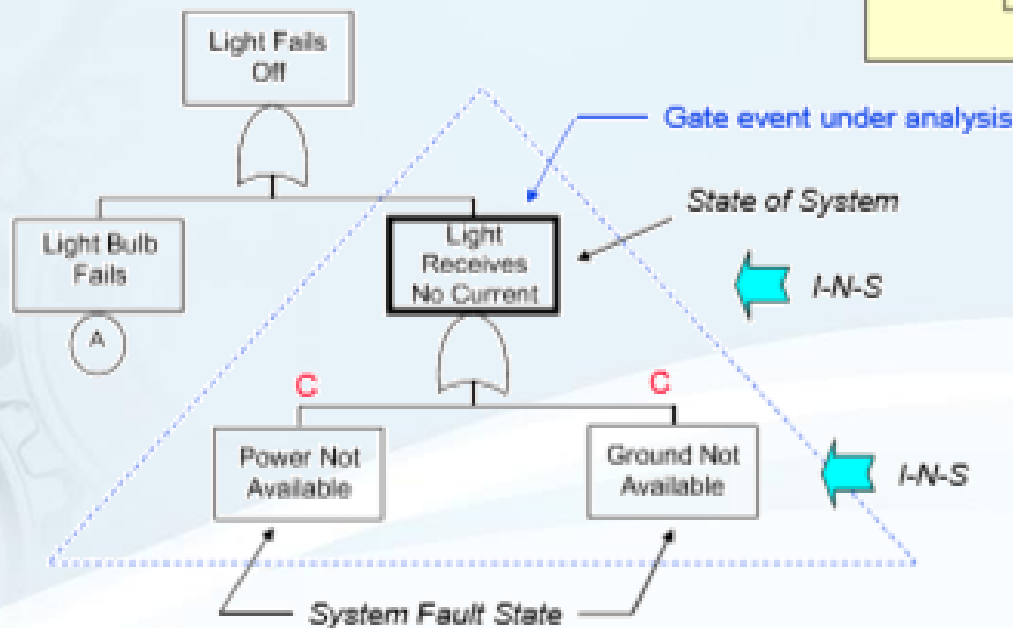 Light Fails
Off
Gate event under analysis
State of System
Light Bulb
Fails
Light
Receives
No Current
I-N-S
A
C
C
Power Not
Available
Ground Not
Available
I-N-S
System Fault State